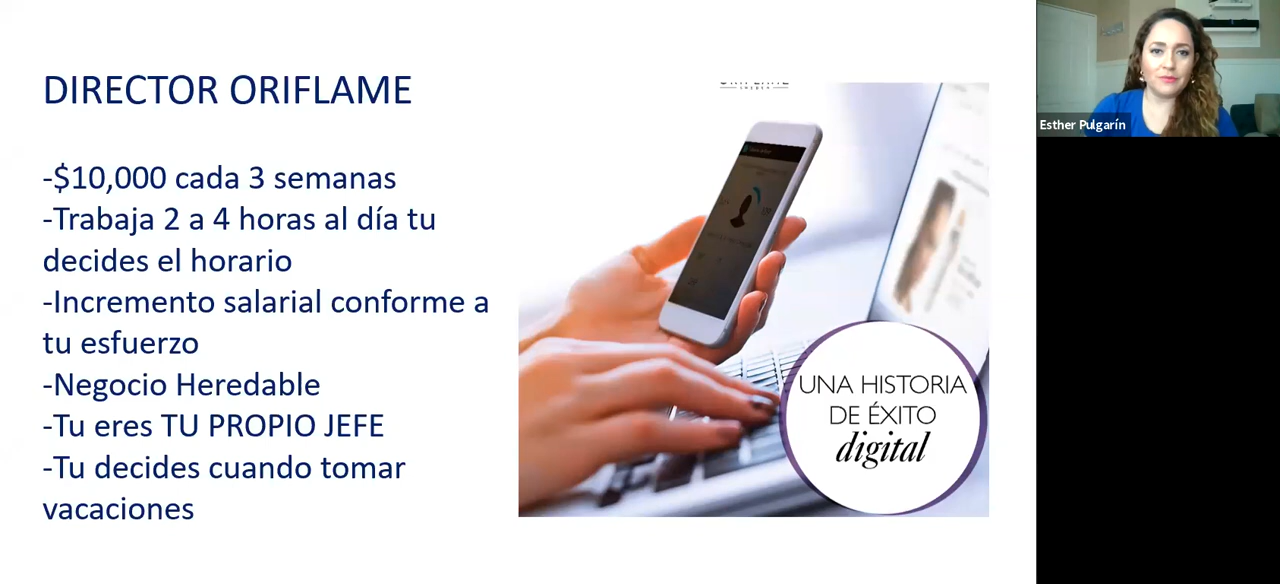 DIRECTOR ORIFLAME
-$10,000 cada 3 semanas
-Trabaja 2 a 4 horas al día tu
decides el horario
-Incremento salarial conforme a
tu esfuerzo
-Negocio Heredable
-Tu eres TU PROPIO JEFE
-Tu decides cuando tomar
vacaciones
UNA HISTORIA
DE ÉXITO
digital
Esther Pulgarín